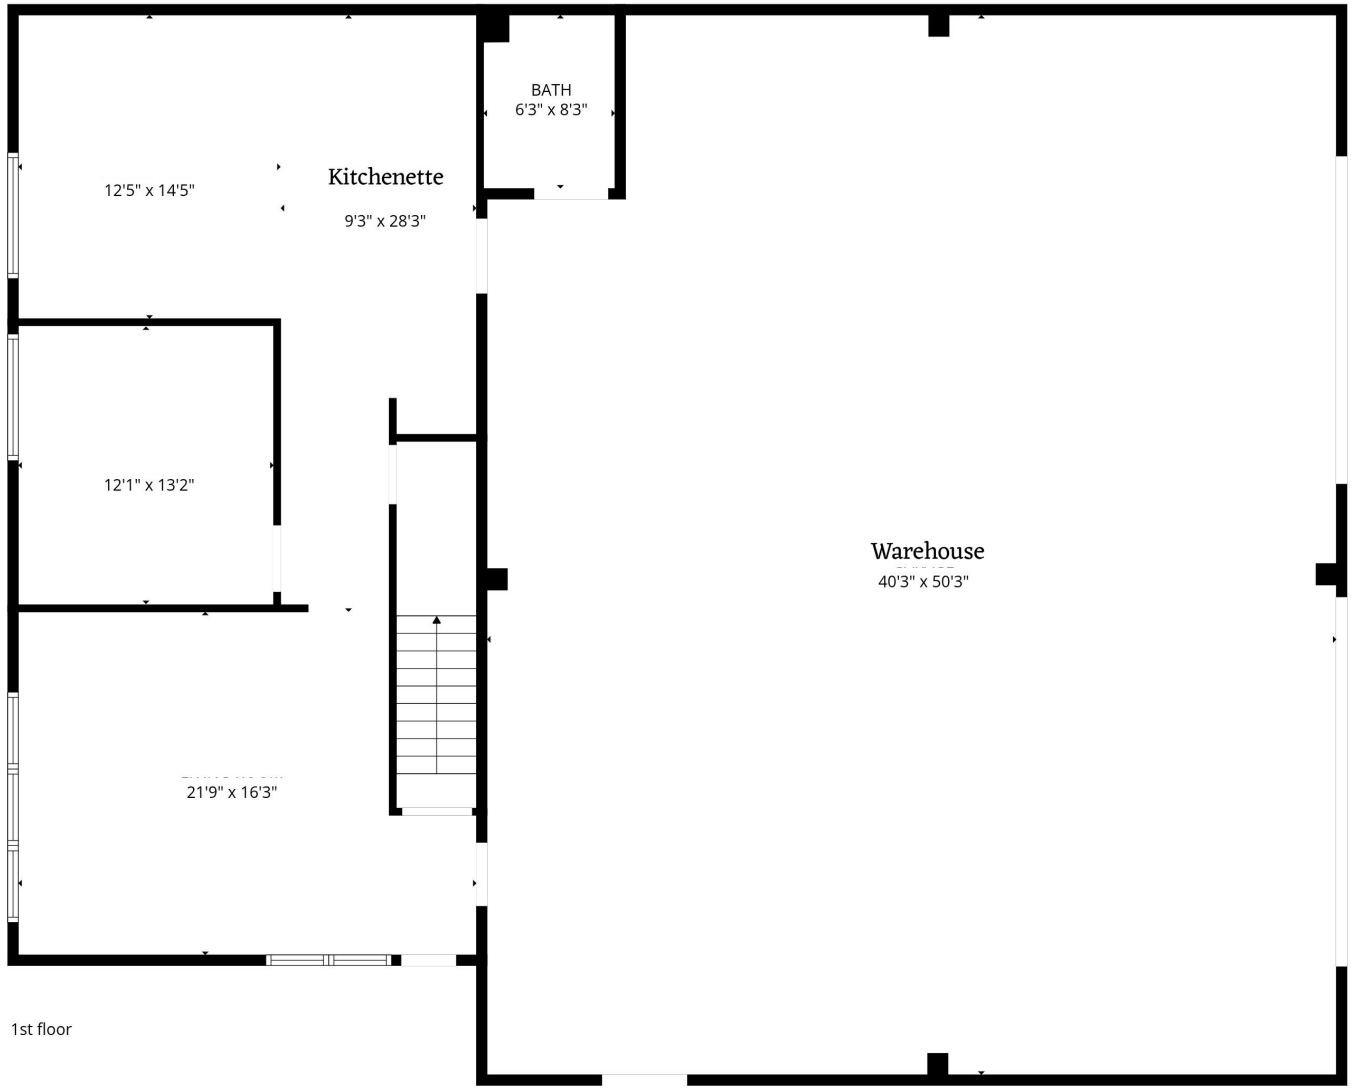 BATH
6'3" x 8'3"
Kitchenette
12'5" x 14'5"
9'3" x 28'3"
12'1" x 13'2"
Warehouse
40'3" x 50'3"
21'9" x 16'3"
1st floor